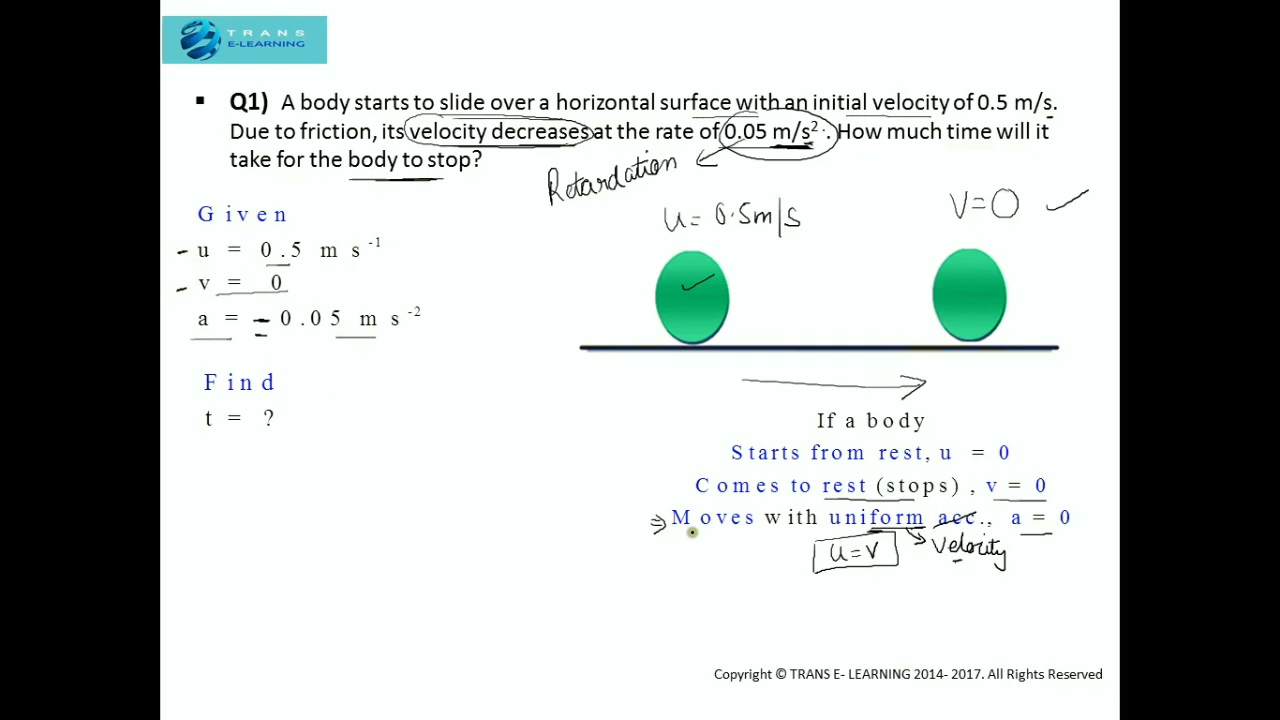 TRANS
E-LEARNING
▪ Q1) A body starts to slide over a horizontal surface with an initial velocity of 0.5 m/s.
Due to friction, its velocity decreases at the rate of 0.05 m/s². How much time will it
take for the body to stop?
Retardation
u = 0.5m/s
V=0
Given
u = 0.5 m s⁻¹
v = 0
a = - 0.05 m s⁻²
Find
t = ?
If a body
Starts from rest, u = 0
Comes to rest (stops) , v = 0
Moves with uniform acc., a = 0
u=v
Velocity
Copyright © TRANS E- LEARNING 2014- 2017. All Rights Reserved